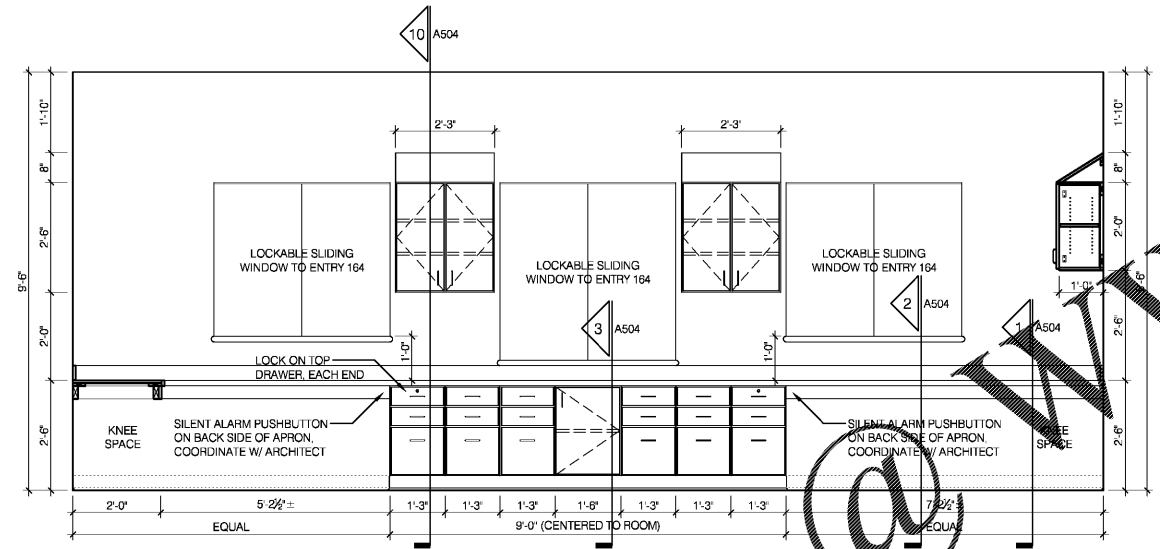 10 A504
1'-10"
1'-10"
2'-3"
2'-3'
8"
8"
2'-6"
2'-0"
LOCKABLE SLIDING
WINDOW TO ENTRY 164
LOCKABLE SLIDING
WINDOW TO ENTRY 164
LOCKABLE SLIDING
WINDOW TO ENTRY 164
9'-6"
1'-0"
2 A504
3 A504
1 A504
2'-0"
1'-0"
1'-0"
2'-6"
LOCK ON TOP
DRAWER, EACH END
KNEE
SPACE
SILENT ALARM PUSHBUTTON
ON BACK SIDE OF APRON,
COORDINATE W/ ARCHITECT
SILENT ALARM PUSHBUTTON
ON BACK SIDE OF APRON,
COORDINATE W/ ARCHITECT
KNEE
SPACE
2'-6"
2'-6"
2'-0"
5'-2½"±
1'-3"
1'-3"
1'-3"
1'-6"
1'-3"
1'-3"
1'-3"
EQUAL
9'-0" (CENTERED TO ROOM)
EQUAL
@ W